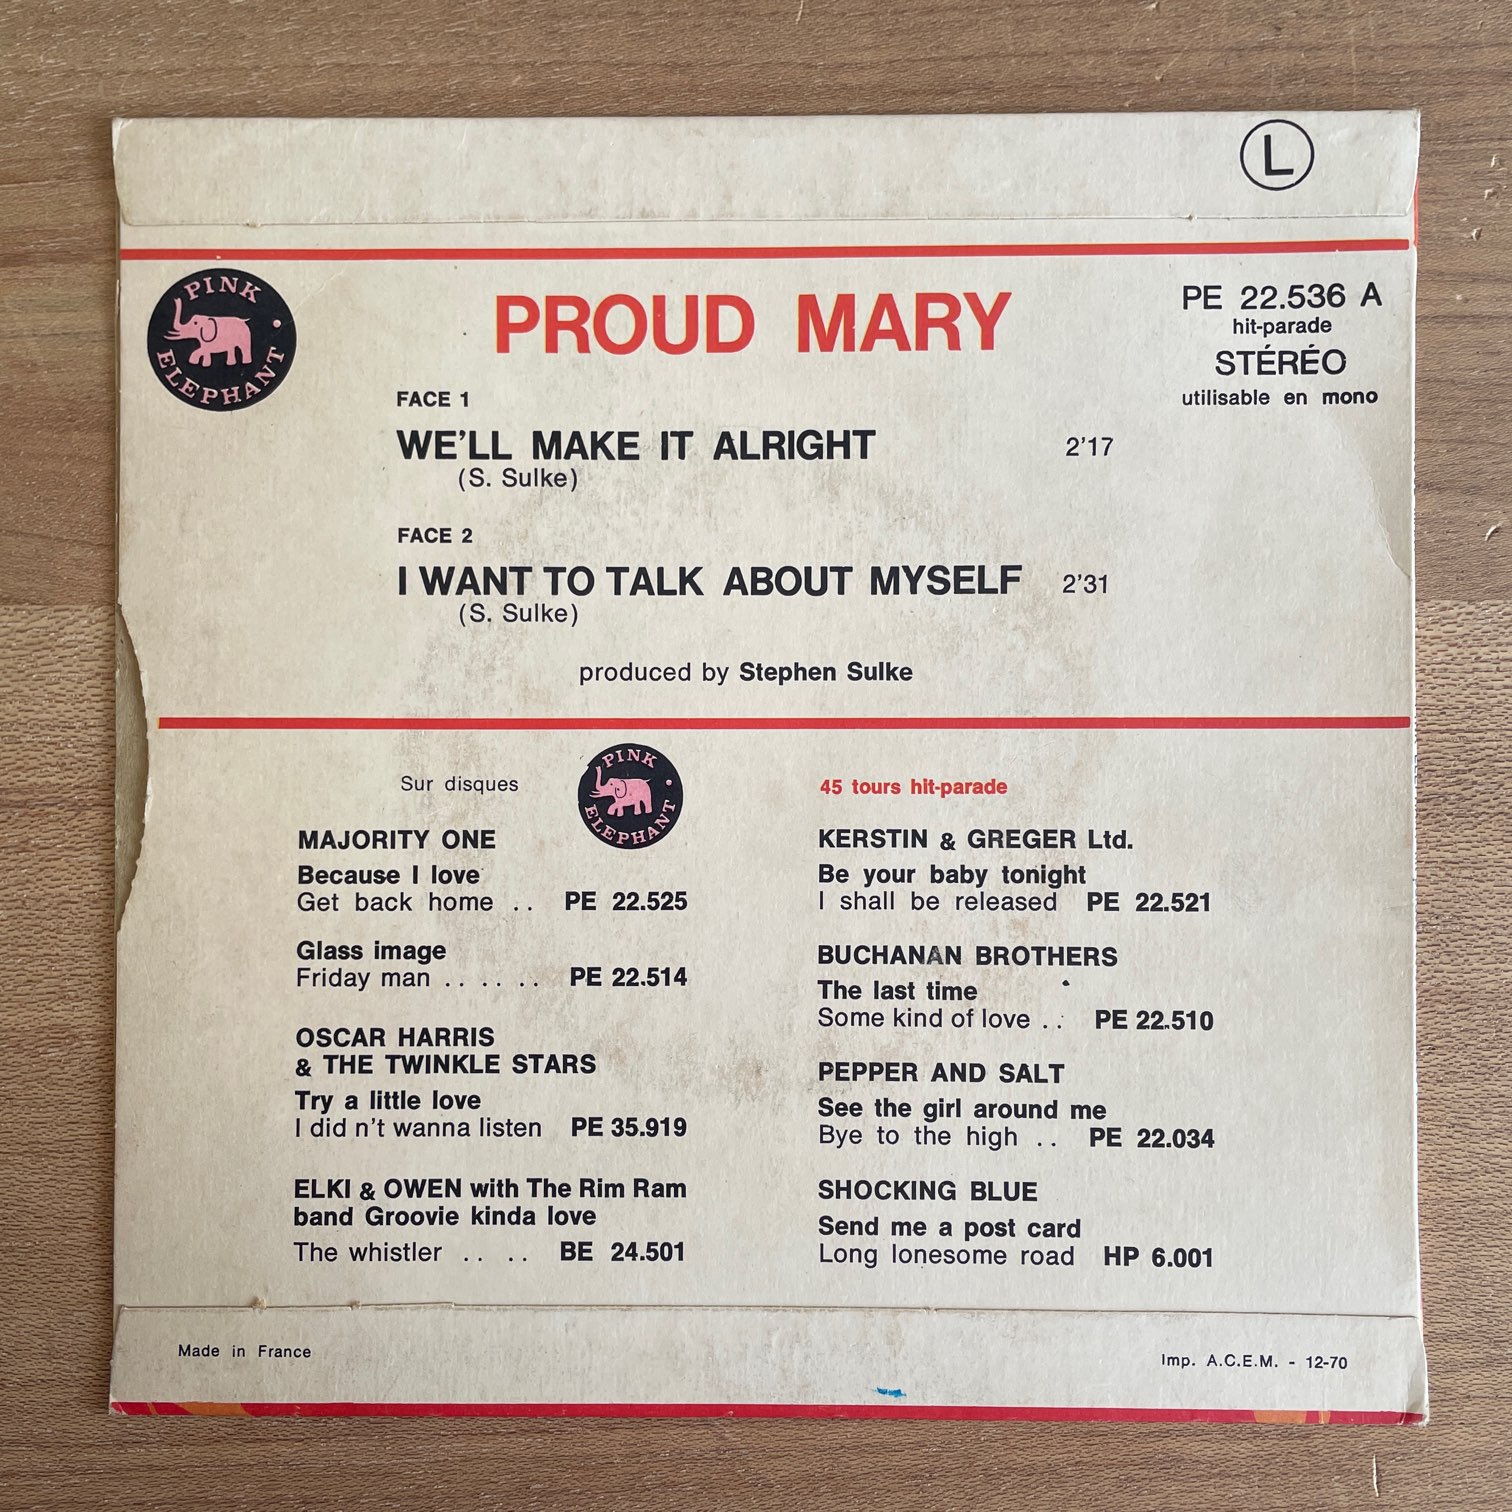 L
PINK ELEPHANT
PROUD MARY
PE 22.536 A
hit-parade
STÉRÉO
utilisable en mono
FACE 1
WE'LL MAKE IT ALRIGHT 2'17
(S. Sulke)
FACE 2
I WANT TO TALK ABOUT MYSELF 2'31
(S. Sulke)
produced by Stephen Sulke
Sur disques
PINK ELEPHANT
45 tours hit-parade
MAJORITY ONE
Because I love
Get back home .. PE 22.525
Glass image
Friday man .. .. .. PE 22.514
OSCAR HARRIS
& THE TWINKLE STARS
Try a little love
I did n't wanna listen PE 35.919
ELKI & OWEN with The Rim Ram
band Groovie kinda love
The whistler .. .. BE 24.501
KERSTIN & GREGER Ltd.
Be your baby tonight
I shall be released PE 22.521
BUCHANAN BROTHERS
The last time
Some kind of love .. PE 22.510
PEPPER AND SALT
See the girl around me
Bye to the high .. PE 22.034
SHOCKING BLUE
Send me a post card
Long lonesome road HP 6.001
Made in France
Imp. A.C.E.M. - 12-70